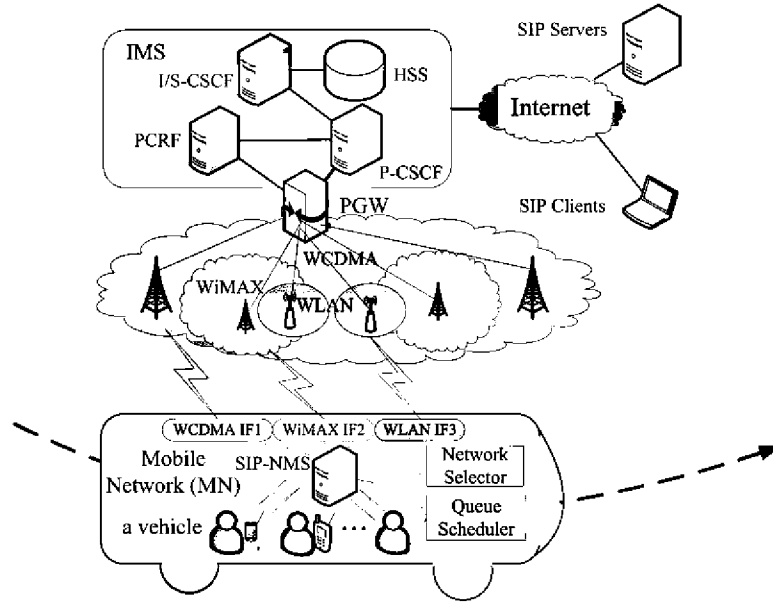 SIP Servers
IMS
I/S-CSCF
HSS
Internet
PCRF
P-CSCF
PGW
SIP Clients
WCDMA
WiMAX
WLAN
WCDMA IF1
WiMAX IF2
WLAN IF3
Mobile
Network (MN)
SIP-NMS
Network
Selector
a vehicle
...
Queue
Scheduler